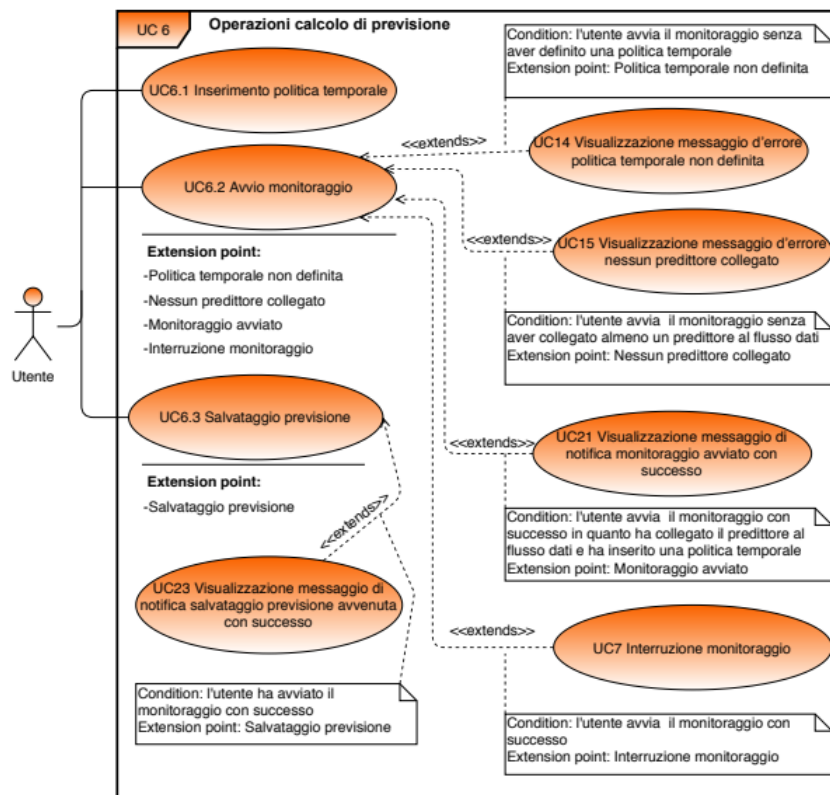 UC 6
Operazioni calcolo di previsione
Condition: l'utente avvia il monitoraggio senza
aver definito una politica temporale
Extension point: Politica temporale non definita
UC6.1 Inserimento politica temporale
<<extends>>
UC14 Visualizzazione messaggio d'errore
politica temporale non definita
UC6.2 Avvio monitoraggio
<<extends>>
UC15 Visualizzazione messaggio d'errore
nessun predittore collegato
Extension point:
-Politica temporale non definita
-Nessun predittore collegato
-Monitoraggio avviato
-Interruzione monitoraggio
Utente
Condition: l'utente avvia  il monitoraggio senza
aver collegato almeno un predittore al flusso dati
Extension point: Nessun predittore collegato
UC6.3 Salvataggio previsione
<<extends>>
UC21 Visualizzazione messaggio di
notifica monitoraggio avviato con
successo
Extension point:
-Salvataggio previsione
<<extends>>
Condition: l'utente avvia  il monitoraggio con
successo in quanto ha collegato il predittore al
flusso dati e ha inserito una politica temporale
Extension point: Monitoraggio avviato
UC23 Visualizzazione messaggio di
notifica salvataggio previsione avvenuta
con successo
<<extends>>
UC7 Interruzione monitoraggio
Condition: l'utente ha avviato il
monitoraggio con successo
Extension point: Salvataggio previsione
Condition: l'utente avvia  il monitoraggio con
successo
Extension point: Interruzione monitoraggio